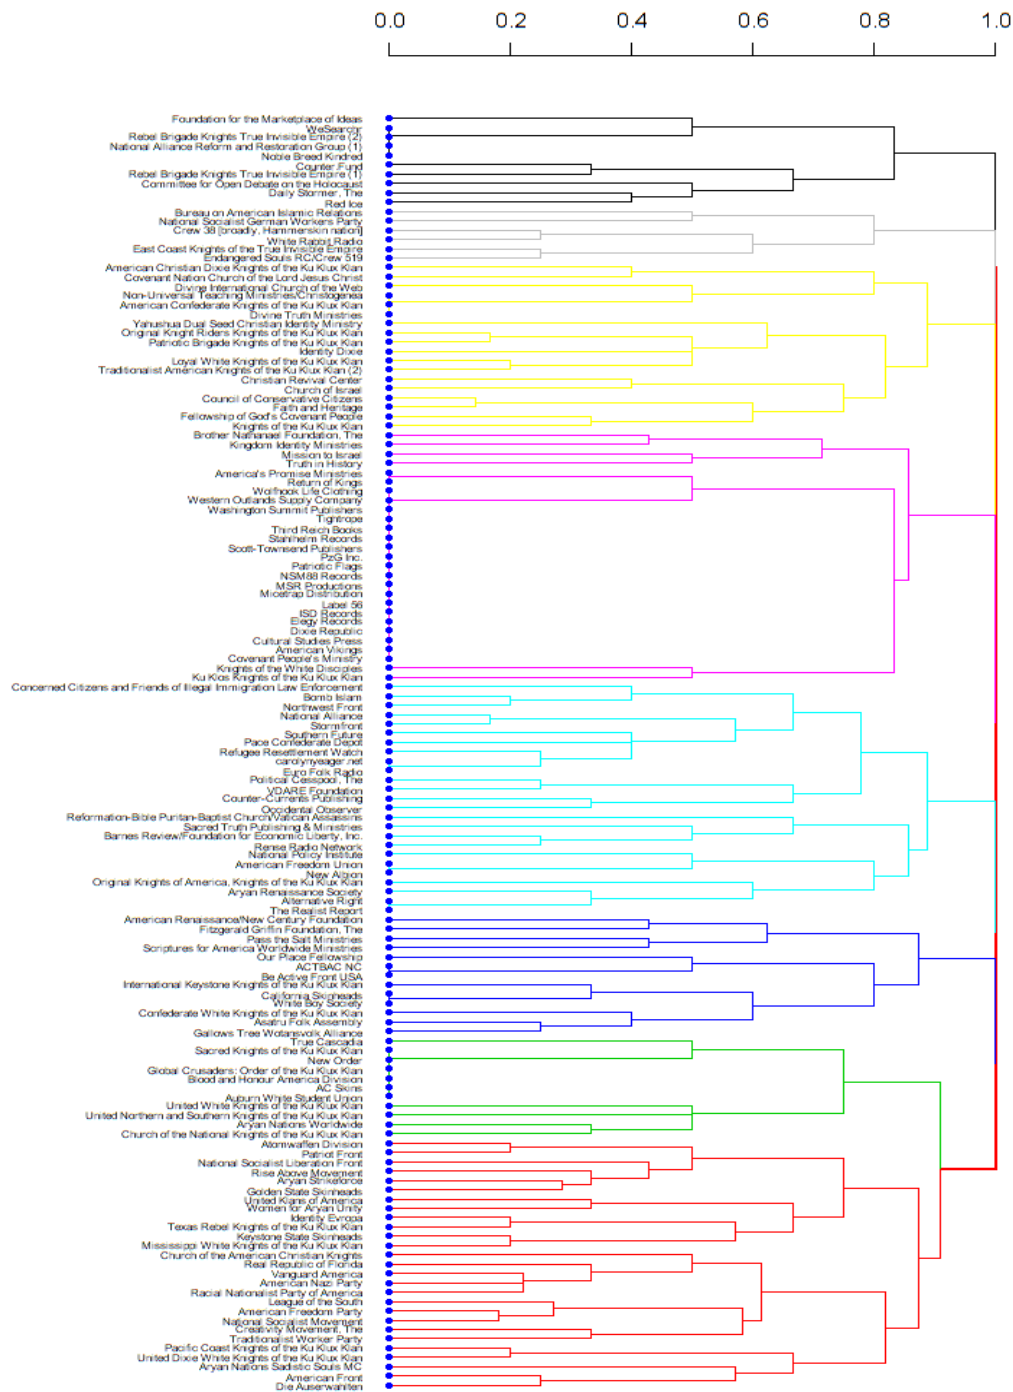 0.0 0.2 0.4 0.6 0.8 1.0
Foundation for the Marketplace of Ideas
WeSearchr
Rebel Brigade Knights True Invisible Empire (2)
National Alliance Reform and Restoration Group (1)
Noble Breed Kindred
Counter.Fund
Rebel Brigade Knights True Invisible Empire (1)
Committee for Open Debate on the Holocaust
Daily Stormer, The
Red Ice
Bureau on American Islamic Relations
National Socialist German Workers Party
Crew 38 [broadly, Hammerskin nation]
White Rabbit Radio
East Coast Knights of the True Invisible Empire
Endangered Souls RC/Crew 519
American Christian Dixie Knights of the Ku Klux Klan
Covenant Nation Church of the Lord Jesus Christ
Divine International Church of the Web
Non-Universal Teaching Ministries/Christogenea
American Confederate Knights of the Ku Klux Klan
Divine Truth Ministries
Yahushua Dual Seed Christian Identity Ministry
Original Knight Riders Knights of the Ku Klux Klan
Patriotic Brigade Knights of the Ku Klux Klan
Identity Dixie
Loyal White Knights of the Ku Klux Klan
Traditionalist American Knights of the Ku Klux Klan (2)
Christian Revival Center
Church of Israel
Council of Conservative Citizens
Faith and Heritage
Fellowship of God's Covenant People
Knights of the Ku Klux Klan
Brother Nathanael Foundation, The
Kingdom Identity Ministries
Mission to Israel
Truth in History
America's Promise Ministries
Return of Kings
Wolfhook Life Clothing
Western Outlands Supply Company
Washington Summit Publishers
Tightrope
Third Reich Books
Stahlhelm Records
Scott-Townsend Publishers
PzG Inc.
Patriotic Flags
NSM88 Records
MSR Productions
Micetrap Distribution
Label 56
ISD Records
Elegy Records
Dixie Republic
Cultural Studies Press
American Vikings
Covenant People's Ministry
Knights of the White Disciples
Ku Klos Knights of the Ku Klux Klan
Concerned Citizens and Friends of Illegal Immigration Law Enforcement
Bomb Islam
Northwest Front
National Alliance
Stormfront
Southern Future
Pace Confederate Depot
Refugee Resettlement Watch
carolynyeager.net
Euro Folk Radio
Political Cesspool, The
VDARE Foundation
Counter-Currents Publishing
Occidental Observer
Reformation-Bible Puritan-Baptist Church/Vatican Assassins
Sacred Truth Publishing & Ministries
Barnes Review/Foundation for Economic Liberty, Inc.
Rense Radio Network
National Policy Institute
American Freedom Union
New Albion
Original Knights of America, Knights of the Ku Klux Klan
Aryan Renaissance Society
Alternative Right
The Realist Report
American Renaissance/New Century Foundation
Fitzgerald Griffin Foundation, The
Pass the Salt Ministries
Scriptures for America Worldwide Ministries
Our Place Fellowship
ACTBAC NC
Be Active Front USA
International Keystone Knights of the Ku Klux Klan
California Skinheads
White Boy Society
Confederate White Knights of the Ku Klux Klan
Asatru Folk Assembly
Gallows Tree Wotansvolk Alliance
True Cascadia
Sacred Knights of the Ku Klux Klan
New Order
Global Crusaders: Order of the Ku Klux Klan
Blood and Honour America Division
AC Skins
Auburn White Student Union
United White Knights of the Ku Klux Klan
United Northern and Southern Knights of the Ku Klux Klan
Aryan Nations Worldwide
Church of the National Knights of the Ku Klux Klan
Atomwaffen Division
Patriot Front
National Socialist Liberation Front
Rise Above Movement
Aryan Strikeforce
Golden State Skinheads
United Klans of America
Women for Aryan Unity
Identity Evropa
Texas Rebel Knights of the Ku Klux Klan
Keystone State Skinheads
Mississippi White Knights of the Ku Klux Klan
Church of the American Christian Knights
Real Republic of Florida
Vanguard America
American Nazi Party
Racial Nationalist Party of America
League of the South
American Freedom Party
National Socialist Movement
Creativity Movement, The
Traditionalist Worker Party
Pacific Coast Knights of the Ku Klux Klan
United Dixie White Knights of the Ku Klux Klan
Aryan Nations Sadistic Souls MC
American Front
Die Auserwahlten